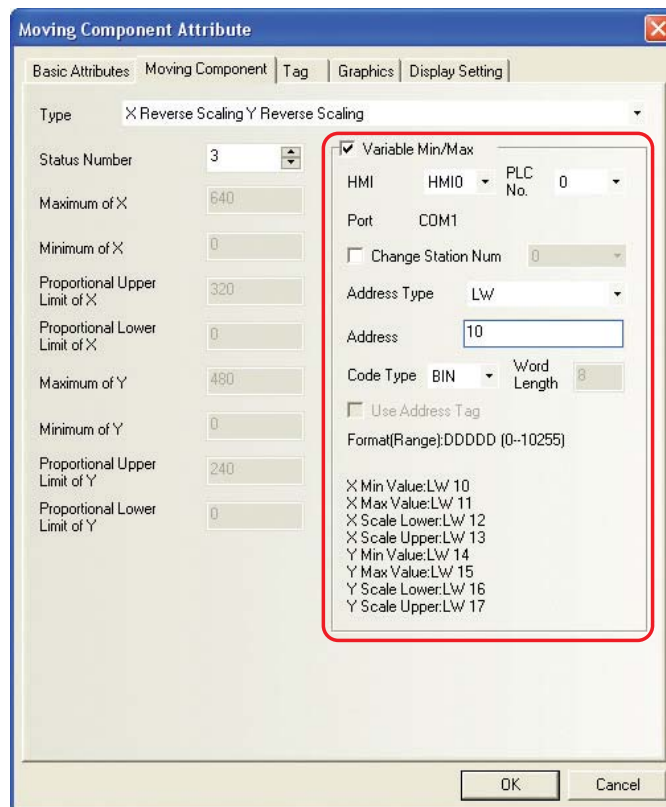 Moving Component Attribute
Basic Attributes Moving Component Tag Graphics Display Setting
Type X Reverse Scaling Y Reverse Scaling
Status Number 3
Maximum of X 640
Minimum of X 0
Proportional Upper
Limit of X 320
Proportional Lower
Limit of X 0
Maximum of Y 480
Minimum of Y 0
Proportional Upper
Limit of Y 240
Proportional Lower
Limit of Y 0
Variable Min/Max
HMI HMI0 PLC
No. 0
Port COM1
Change Station Num 0
Address Type LW
Address 10
Code Type BIN Word
Length 8
Use Address Tag
Format(Range):DDDDD (0--10255)
X Min Value:LW 10
X Max Value:LW 11
X Scale Lower:LW 12
X Scale Upper:LW 13
Y Min Value:LW 14
Y Max Value:LW 15
Y Scale Lower:LW 16
Y Scale Upper:LW 17
OK Cancel